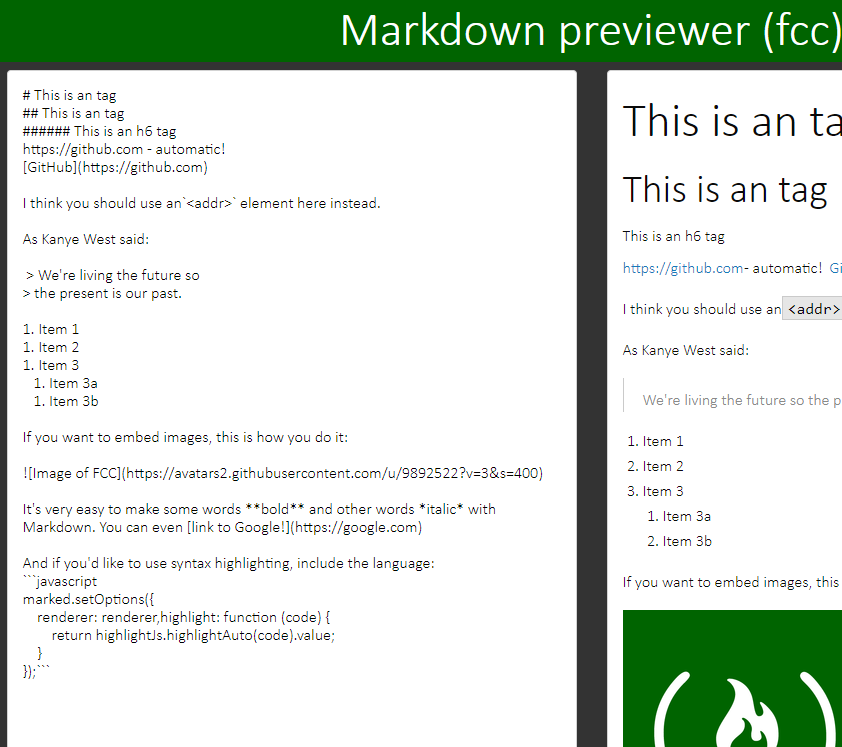 Markdown previewer (fcc)
# This is an tag
## This is an tag
###### This is an h6 tag
https://github.com - automatic!
[GitHub](https://github.com)
I think you should use an`<addr>` element here instead.
As Kanye West said:
> We're living the future so
> the present is our past.
1. Item 1
1. Item 2
1. Item 3
1. Item 3a
1. Item 3b
If you want to embed images, this is how you do it:
![Image of FCC](https://avatars2.githubusercontent.com/u/9892522?v=3&s=400)
It's very easy to make some words **bold** and other words *italic* with
Markdown. You can even [link to Google!](https://google.com)
And if you'd like to use syntax highlighting, include the language:
```javascript
marked.setOptions({
renderer: renderer,highlight: function (code) {
return highlightJs.highlightAuto(code).value;
}
});```
This is an ta
This is an tag
This is an h6 tag
https://github.com- automatic! Gi
I think you should use an <addr>
As Kanye West said:
We're living the future so the p
1. Item 1
2. Item 2
3. Item 3
1. Item 3a
2. Item 3b
If you want to embed images, this